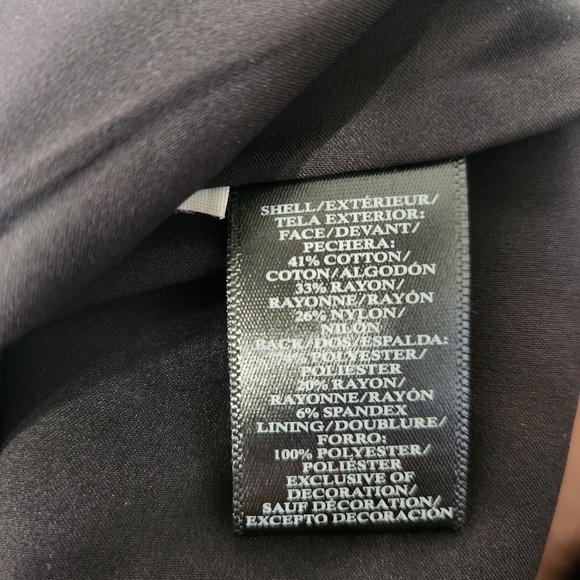 SHELL/EXTÉRIEUR/
TELA EXTERIOR:
FACE/DEVANT/
PECHERA:
41% COTTON/
COTON/ALGODÓN
33% RAYON/
RAYONNE/RAYÓN
26% NYLON/
NILÓN
BACK/DOS/ESPALDA:
POLYESTER/
POLIÉSTER
20% RAYON/
RAYONNE/RAYÓN
6% SPANDEX
LINING/DOUBLURE/
FORRO:
100% POLYESTER/
POLIÉSTER
EXCLUSIVE OF
DECORATION/
SAUF DÉCORATION/
EXCEPTO DECORACIÓN